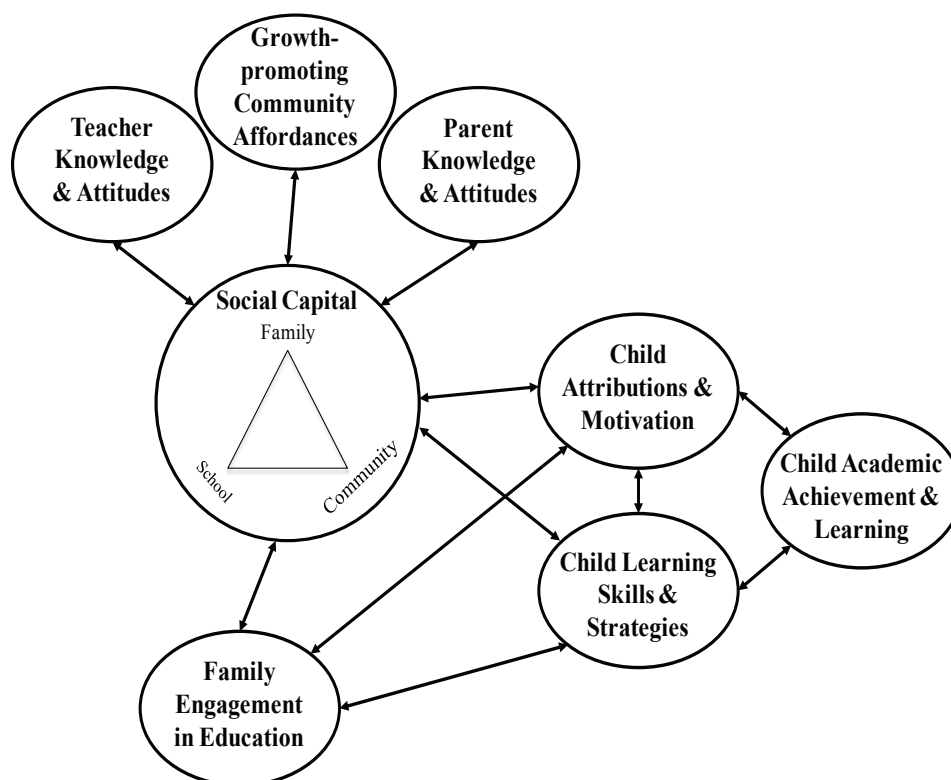 Growth-
promoting
Community
Affordances
Teacher
Knowledge
& Attitudes
Parent
Knowledge
& Attitudes
Social Capital
Family
School
Community
Child
Attributions &
Motivation
Child Academic
Achievement &
Learning
Child Learning
Skills &
Strategies
Family
Engagement
in Education